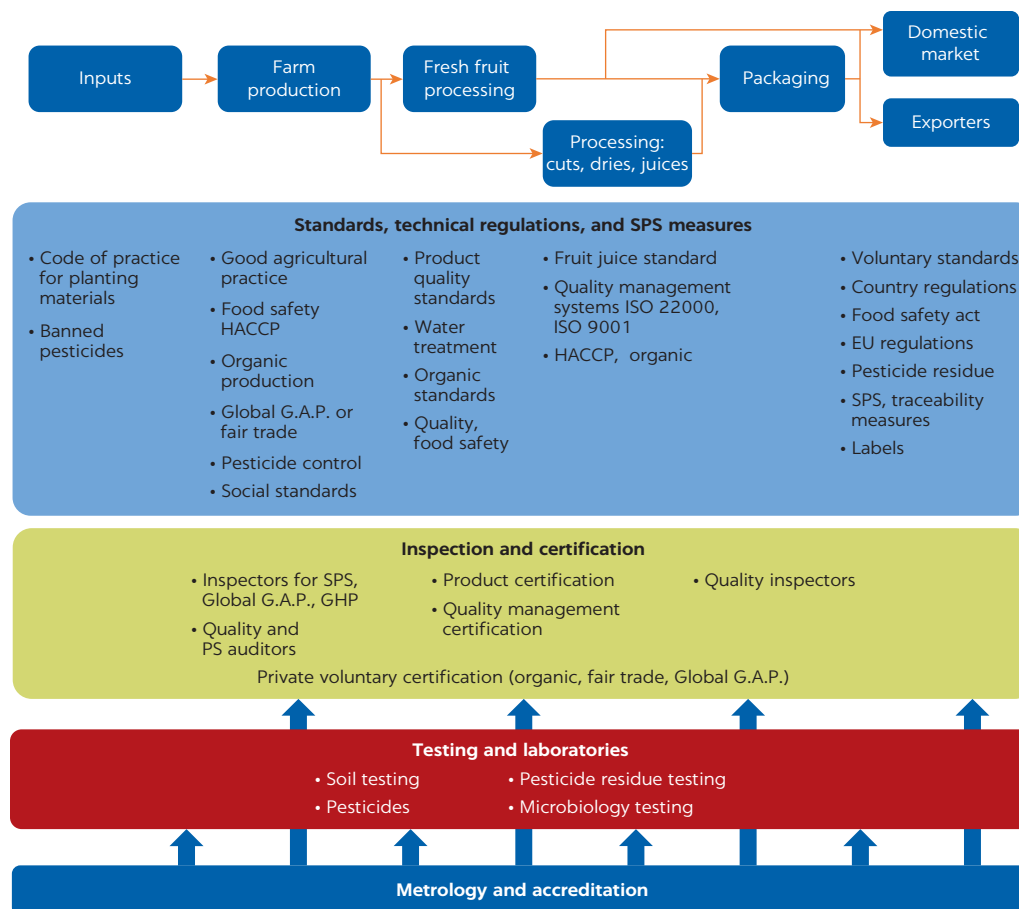 Inputs
Farm
production
Fresh fruit
processing
Processing:
cuts, dries, juices
Packaging
Domestic
market
Exporters
Standards, technical regulations, and SPS measures
• Code of practice
for planting
materials
• Banned
pesticides
• Good agricultural
practice
• Food safety
HACCP
• Organic
production
• Global G.A.P. or
fair trade
• Pesticide control
• Social standards
• Product
quality
standards
• Water
treatment
• Organic
standards
• Quality,
food safety
• Fruit juice standard
• Quality management
systems ISO 22000,
ISO 9001
• HACCP, organic
• Voluntary standards
• Country regulations
• Food safety act
• EU regulations
• Pesticide residue
• SPS, traceability
measures
• Labels
Inspection and certification
• Inspectors for SPS,
Global G.A.P., GHP
• Quality and
PS auditors
• Product certification
• Quality management
certification
• Quality inspectors
Private voluntary certification (organic, fair trade, Global G.A.P.)
Testing and laboratories
• Soil testing
• Pesticides
• Pesticide residue testing
• Microbiology testing
Metrology and accreditation